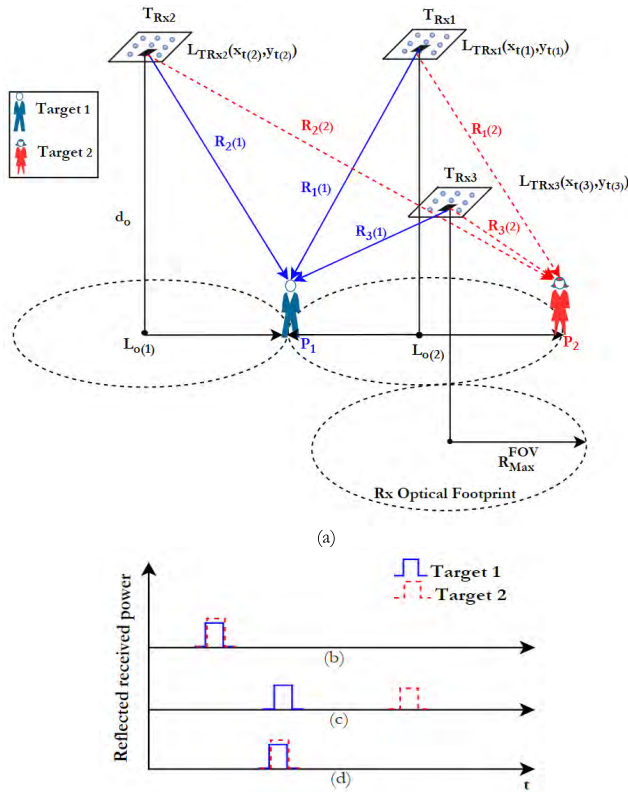 T_Rx2
T_Rx1
L_TRx2(x_t(2),y_t(2))
L_TRx1(x_t(1),y_t(1))
Target 1
Target 2
R_2(2)
R_1(2)
R_2(1)
R_1(1)
T_Rx3
L_TRx3(x_t(3),y_t(3))
d_o
R_3(1)
R_3(2)
L_o(1)
P_1
L_o(2)
P_2
R_Max^FOV
Rx Optical Footprint
(a)
Reflected received power
Target 1
Target 2
(b)
(c)
(d)
t